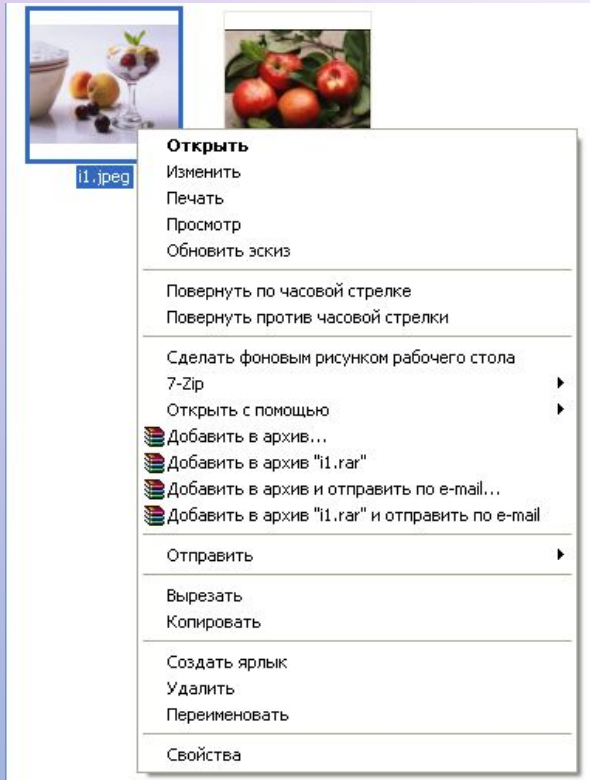 i1.jpeg
Открыть
Изменить
Печать
Просмотр
Обновить эскиз
Повернуть по часовой стрелке
Повернуть против часовой стрелки
Сделать фоновым рисунком рабочего стола
7-Zip
Открыть с помощью
Добавить в архив...
Добавить в архив "i1.rar"
Добавить в архив и отправить по e-mail...
Добавить в архив "i1.rar" и отправить по e-mail
Отправить
Вырезать
Копировать
Создать ярлык
Удалить
Переименовать
Свойства